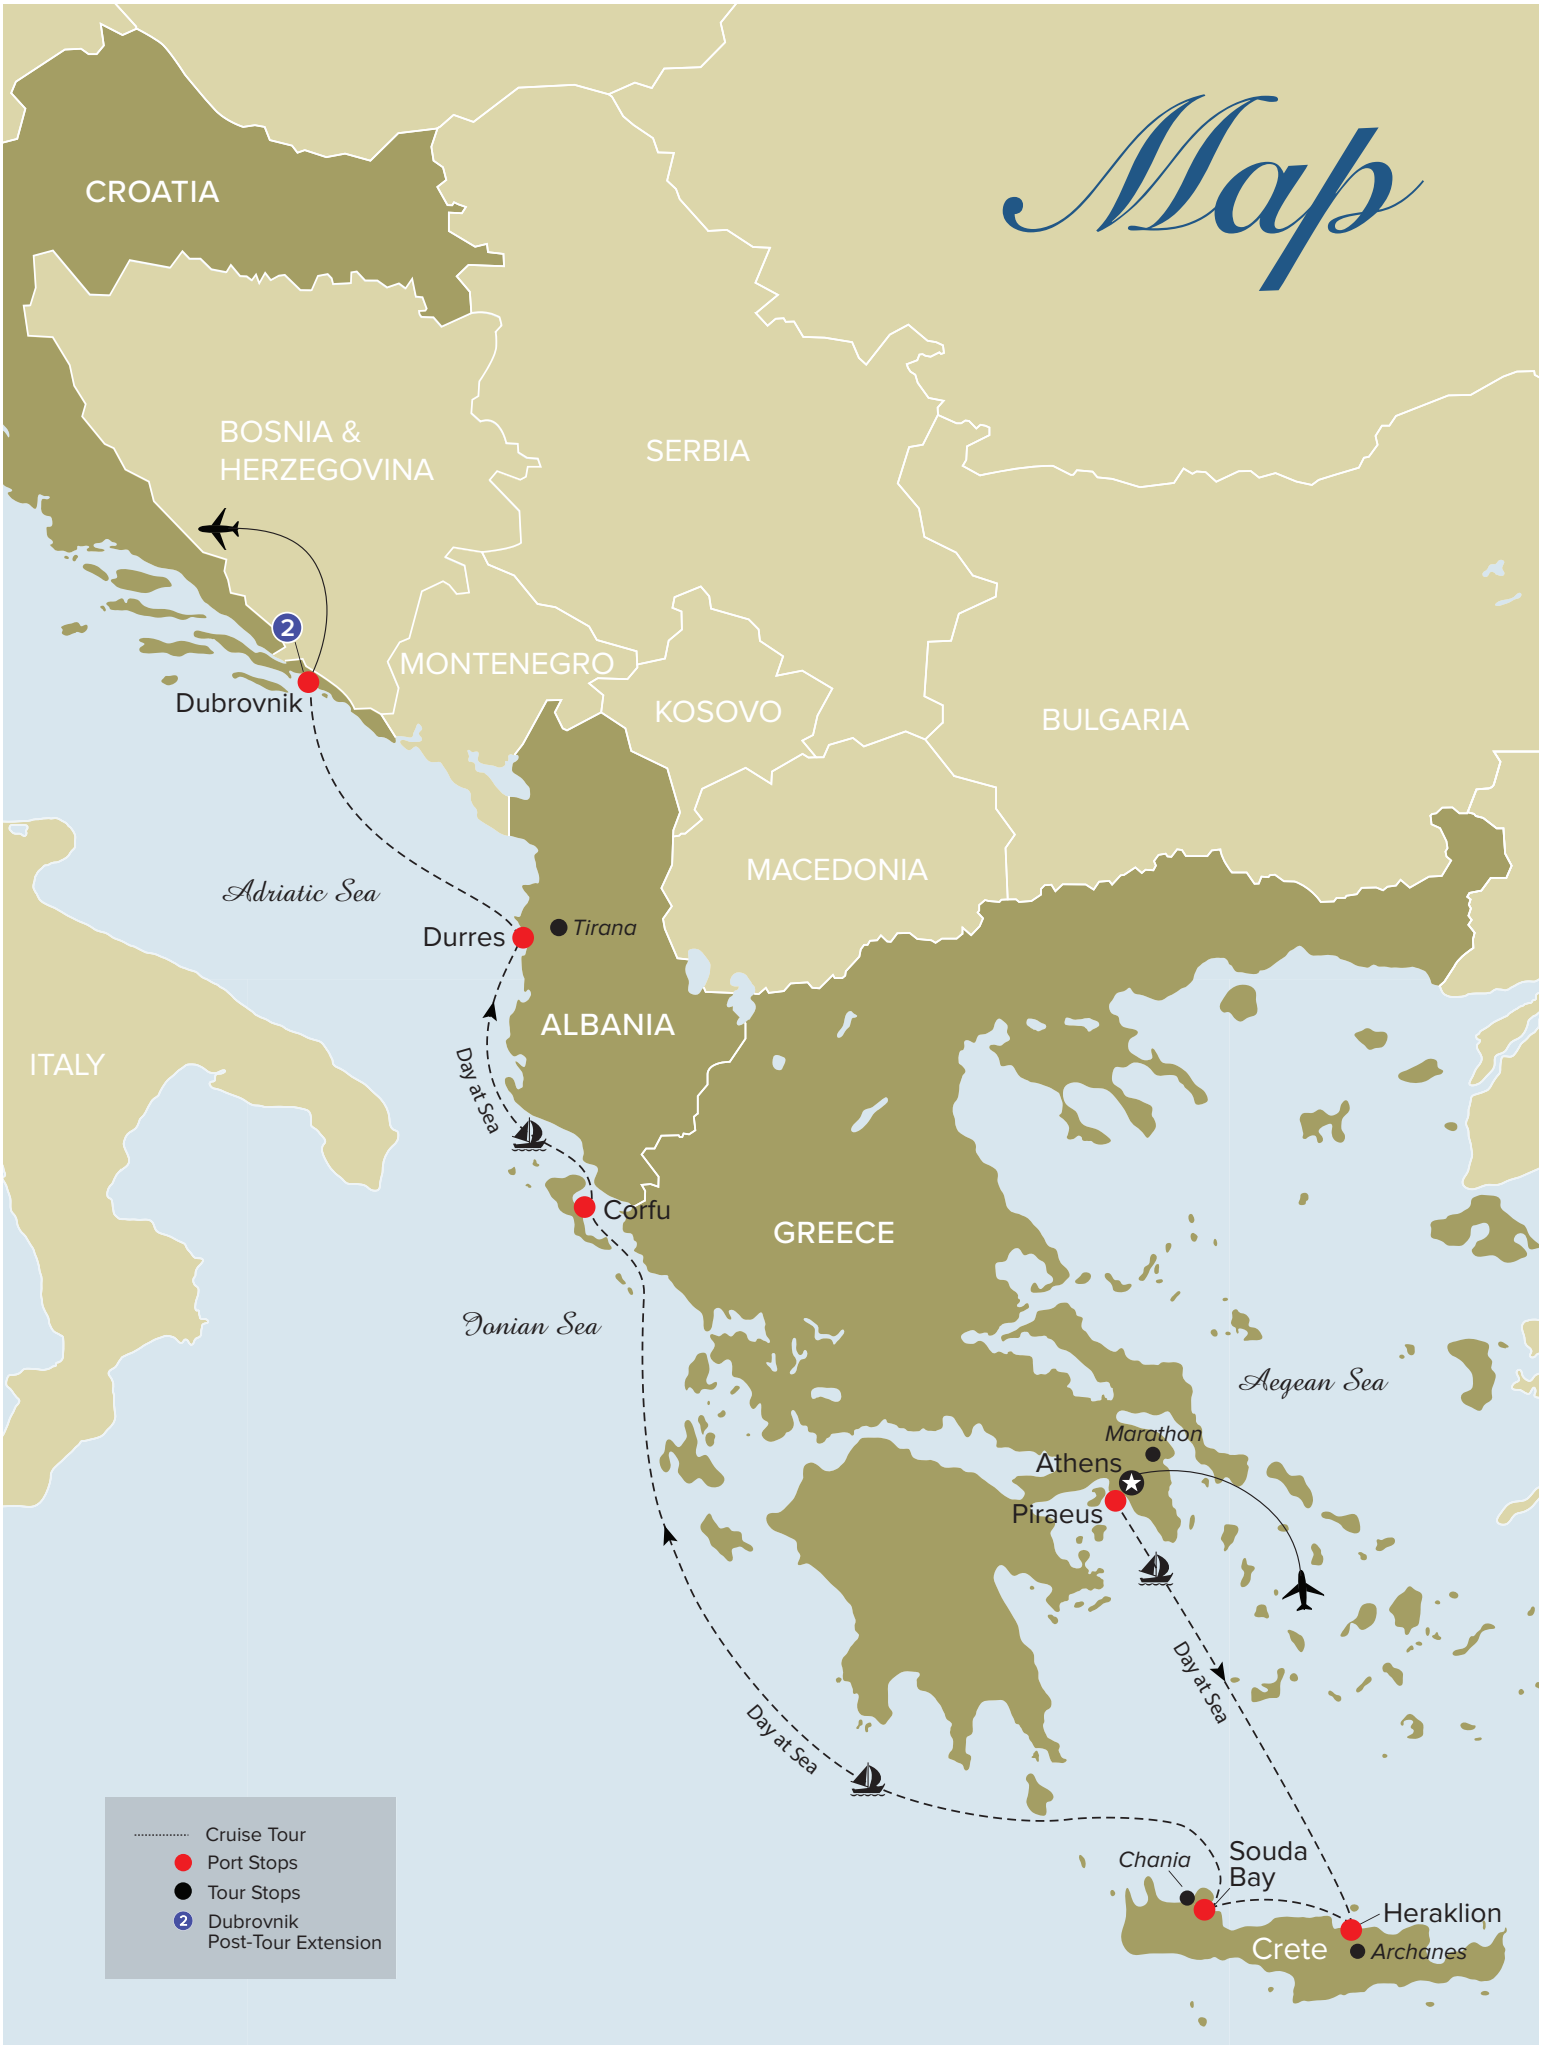 Map
CROATIA
BOSNIA &
HERZEGOVINA
SERBIA
2
MONTENEGRO
Dubrovnik
KOSOVO
BULGARIA
MACEDONIA
Adriatic Sea
Durres
Tirana
ALBANIA
ITALY
Day at Sea
Corfu
GREECE
Ionian Sea
Aegean Sea
Marathon
Athens
Piraeus
Day at Sea
Day at Sea
Cruise Tour
Port Stops
Tour Stops
2 Dubrovnik
Post-Tour Extension
Chania
Souda
Bay
Heraklion
Crete
Archanes